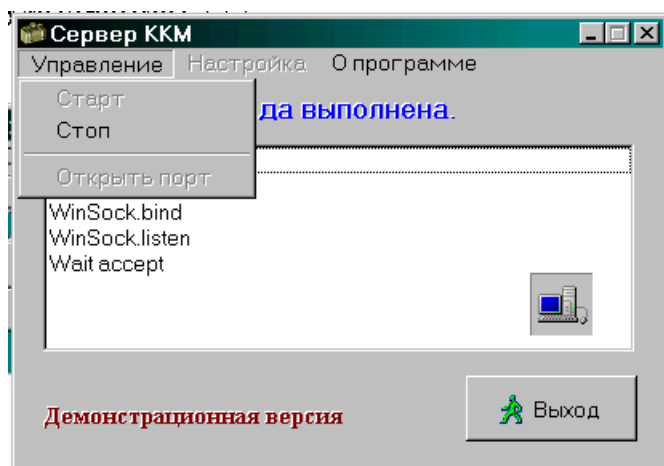 Сервер ККМ
Управление Настройка О программе
Старт
Стоп
Открыть порт
да выполнена.
WinSock.bind
WinSock.listen
Wait accept
Демонстрационная версия
Выход